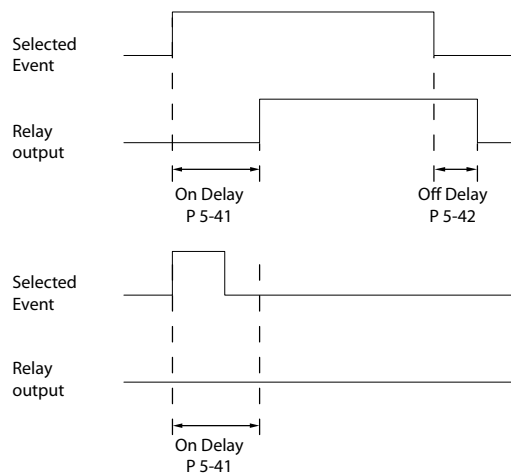 Selected
Event
Relay
output
On Delay
P 5-41
Off Delay
P 5-42
Selected
Event
Relay
output
On Delay
P 5-41